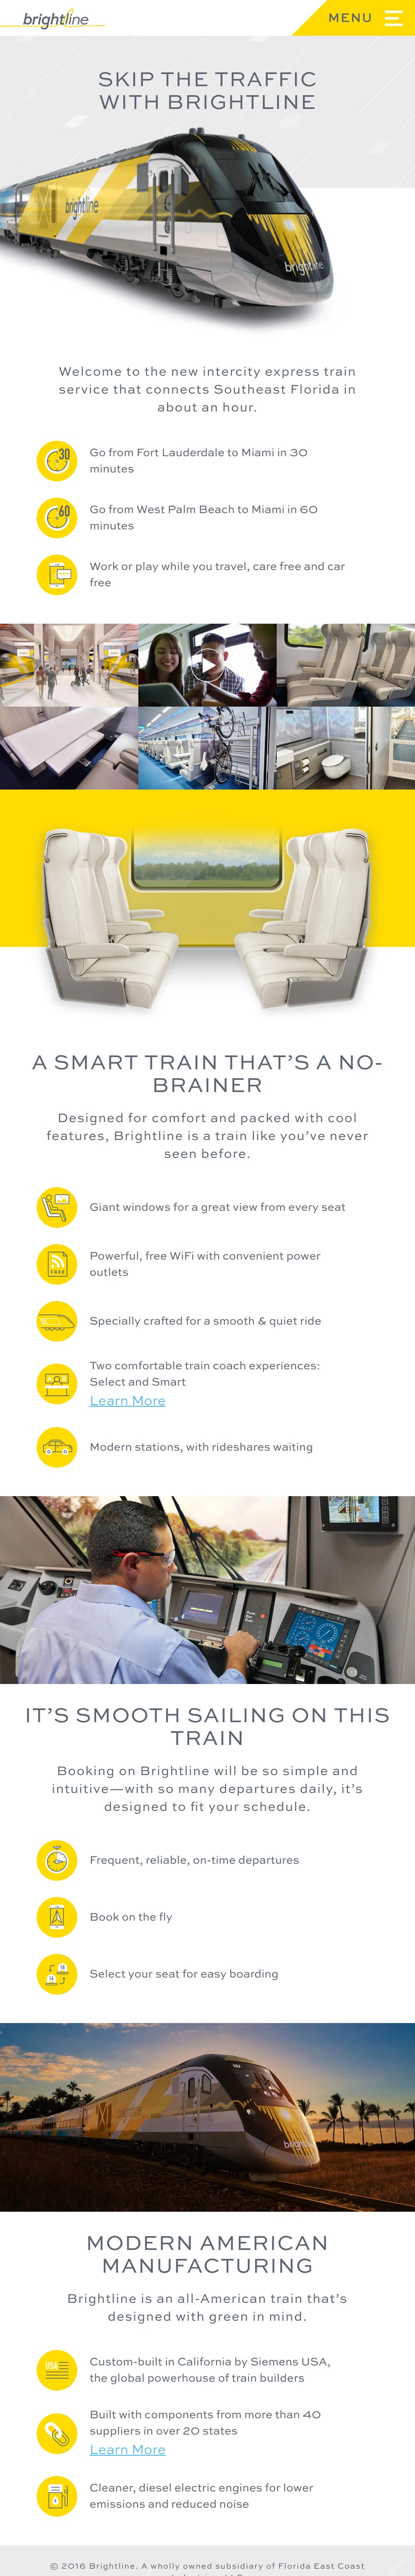 brightline
MENU
SKIP THE TRAFFIC
WITH BRIGHTLINE
brightline
brightline
Welcome to the new intercity express train
service that connects Southeast Florida in
about an hour.
30
Go from Fort Lauderdale to Miami in 30
minutes
60
Go from West Palm Beach to Miami in 60
minutes
Work or play while you travel, care free and car
free
A SMART TRAIN THAT’S A NO-
BRAINER
Designed for comfort and packed with cool
features, Brightline is a train like you’ve never
seen before.
Giant windows for a great view from every seat
FREE
Powerful, free WiFi with convenient power
outlets
Specially crafted for a smooth & quiet ride
Two comfortable train coach experiences:
Select and Smart
Learn More
Modern stations, with rideshares waiting
IT’S SMOOTH SAILING ON THIS
TRAIN
Booking on Brightline will be so simple and
intuitive—with so many departures daily, it’s
designed to fit your schedule.
Frequent, reliable, on-time departures
Book on the fly
Select your seat for easy boarding
brightline
MODERN AMERICAN
MANUFACTURING
Brightline is an all-American train that’s
designed with green in mind.
USA
Custom-built in California by Siemens USA,
the global powerhouse of train builders
Built with components from more than 40
suppliers in over 20 states
Learn More
Cleaner, diesel electric engines for lower
emissions and reduced noise
© 2016 Brightline. A wholly owned subsidiary of Florida East Coast